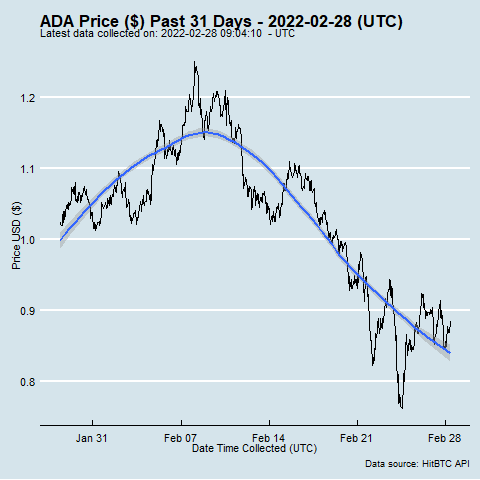 ADA Price ($) Past 31 Days - 2022-02-28 (UTC)
Latest data collected on: 2022-02-28 09:04:10 - UTC
1.2
1.1
1.0
0.9
0.8
Price USD ($)
Jan 31 Feb 07 Feb 14 Feb 21 Feb 28
Date Time Collected (UTC)
Data source: HitBTC API